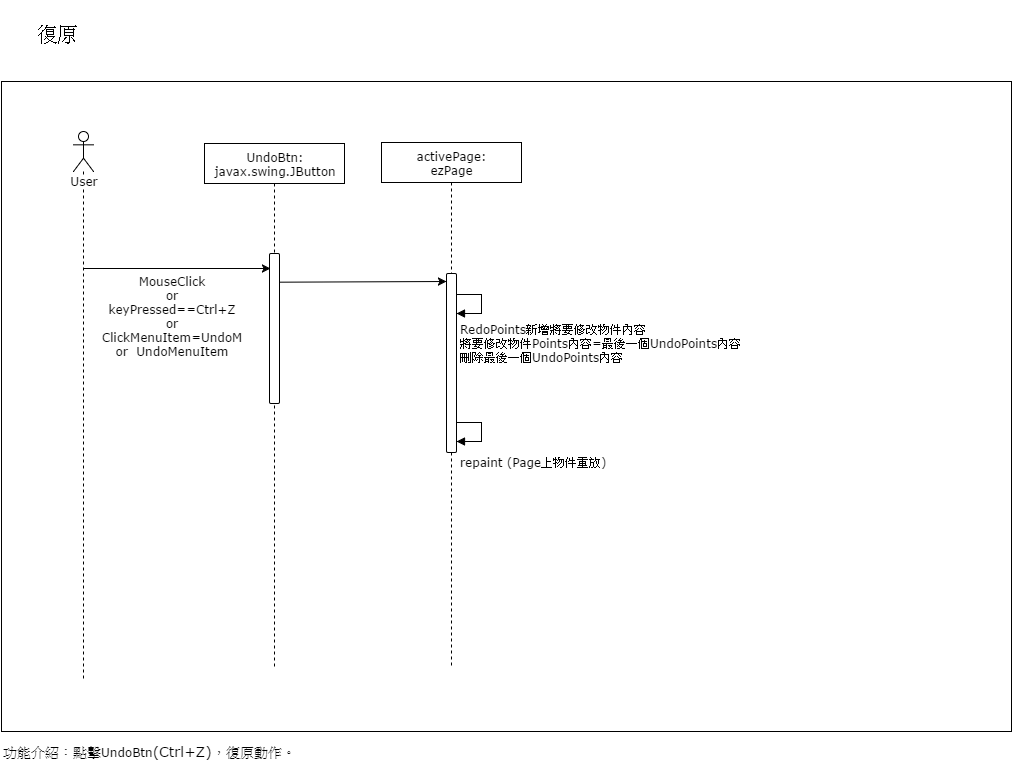 復原
User
UndoBtn:
javax.swing.JButton
activePage:
ezPage
MouseClick
or
keyPressed==Ctrl+Z
or
ClickMenuItem=UndoM
or UndoMenuItem
RedoPoints新增將要修改物件內容
將要修改物件Points內容=最後一個UndoPoints內容
刪除最後一個UndoPoints內容
repaint (Page上物件重放)
功能介紹：點擊UndoBtn(Ctrl+Z)，復原動作。